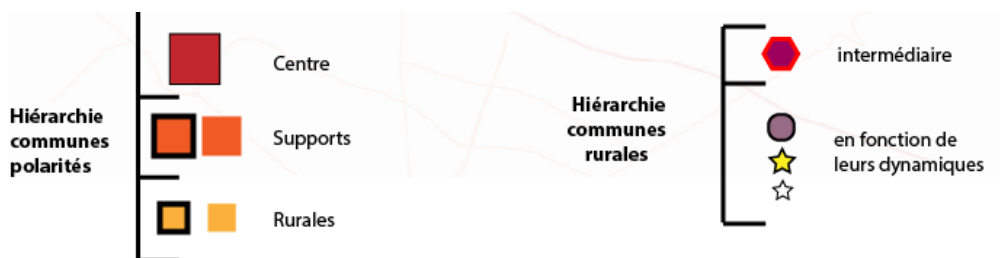 Hiérarchie
communes
polarités
Centre
Supports
Rurales
Hiérarchie
communes
rurales
intermédiaire
en fonction de
leurs dynamiques